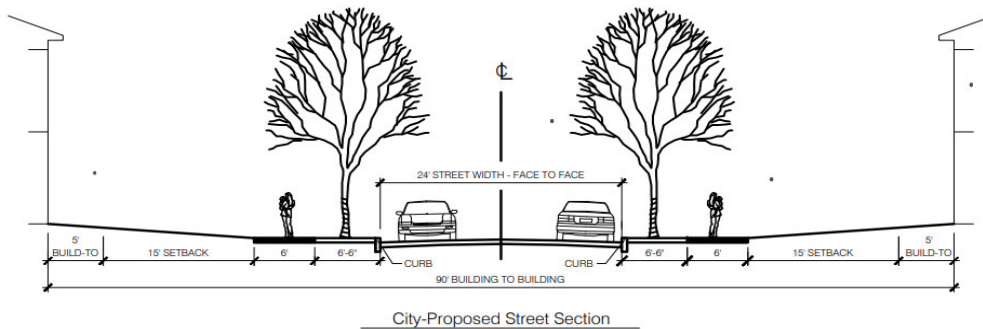 ℄
24' STREET WIDTH - FACE TO FACE
5'
BUILD-TO
15' SETBACK
6'
6'-6"
CURB
CURB
6'-6"
6'
15' SETBACK
5'
BUILD-TO
90' BUILDING TO BUILDING
City-Proposed Street Section